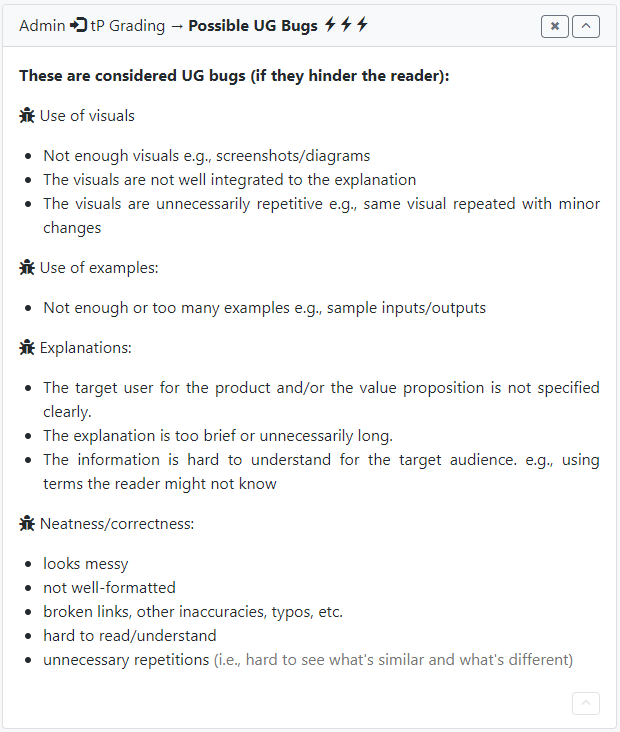 Admin tP Grading → Possible UG Bugs
These are considered UG bugs (if they hinder the reader):
Use of visuals
• Not enough visuals e.g., screenshots/diagrams
• The visuals are not well integrated to the explanation
• The visuals are unnecessarily repetitive e.g., same visual repeated with minor
changes
Use of examples:
• Not enough or too many examples e.g., sample inputs/outputs
Explanations:
• The target user for the product and/or the value proposition is not specified
clearly.
• The explanation is too brief or unnecessarily long.
• The information is hard to understand for the target audience. e.g., using
terms the reader might not know
Neatness/correctness:
• looks messy
• not well-formatted
• broken links, other inaccuracies, typos, etc.
• hard to read/understand
• unnecessary repetitions (i.e., hard to see what's similar and what's different)